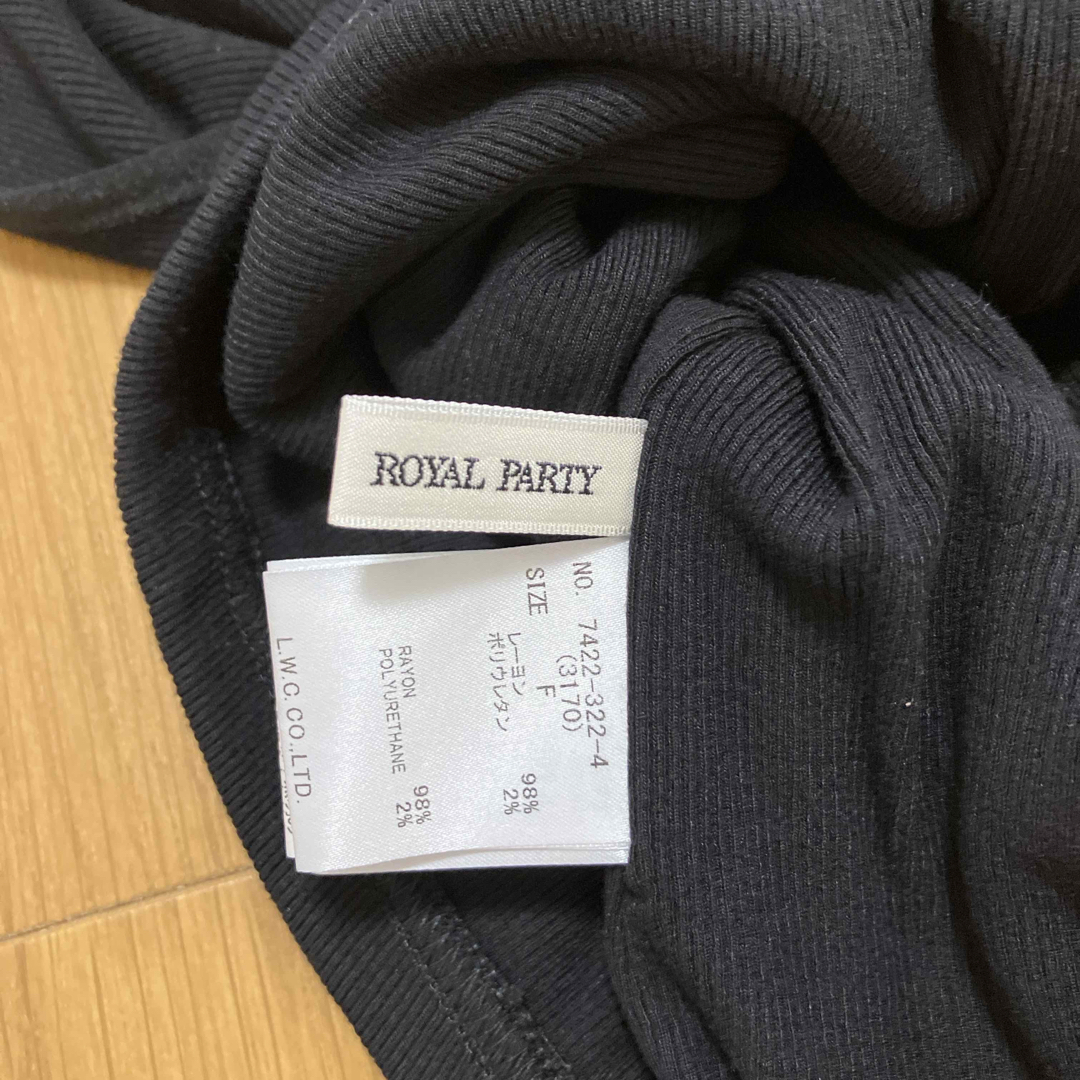 ROYAL PARTY
NO. 7422-322-4
(3170)
SIZE F
レーヨン 98%
ポリウレタン 2%
RAYON 98%
POLYURETHANE 2%
L.W.C. CO.,LTD.